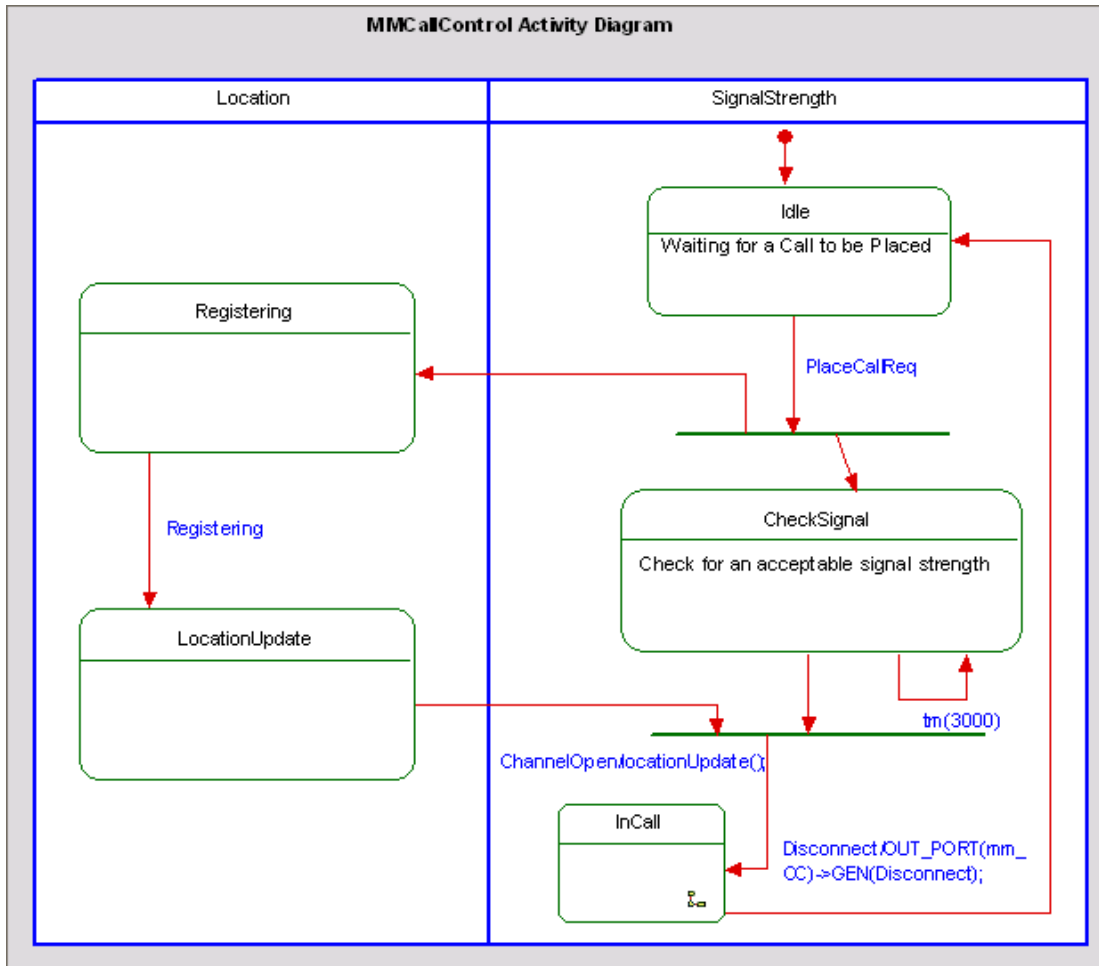 MMCallControl Activity Diagram
Location
SignalStrength
Idle
Waiting for a Call to be Placed
Registering
PlaceCallReq
CheckSignal
Check for an acceptable signal strength
Registering
LocationUpdate
tm(3000)
ChannelOpen/locationUpdate();
InCall
Disconnect/OUT_PORT(mm_
CC)->GEN(Disconnect);